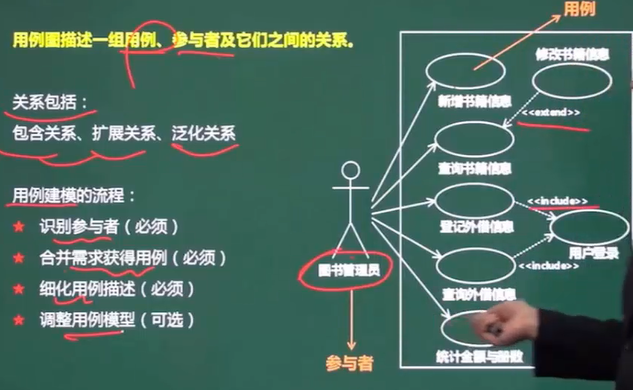 用例图描述一组用例、参与者及它们之间的关系。
关系包括：
包含关系、扩展关系、泛化关系
用例建模的流程：
★ 识别参与者（必须）
★ 合并需求获得用例（必须）
★ 细化用例描述（必须）
★ 调整用例模型（可选）
用例
修改书籍信息
新增书籍信息
<<extend>>
查询书籍信息
<<include>>
登记外借信息
用户登录
图书管理员
<<include>>
查询外借信息
统计金额与册数
参与者